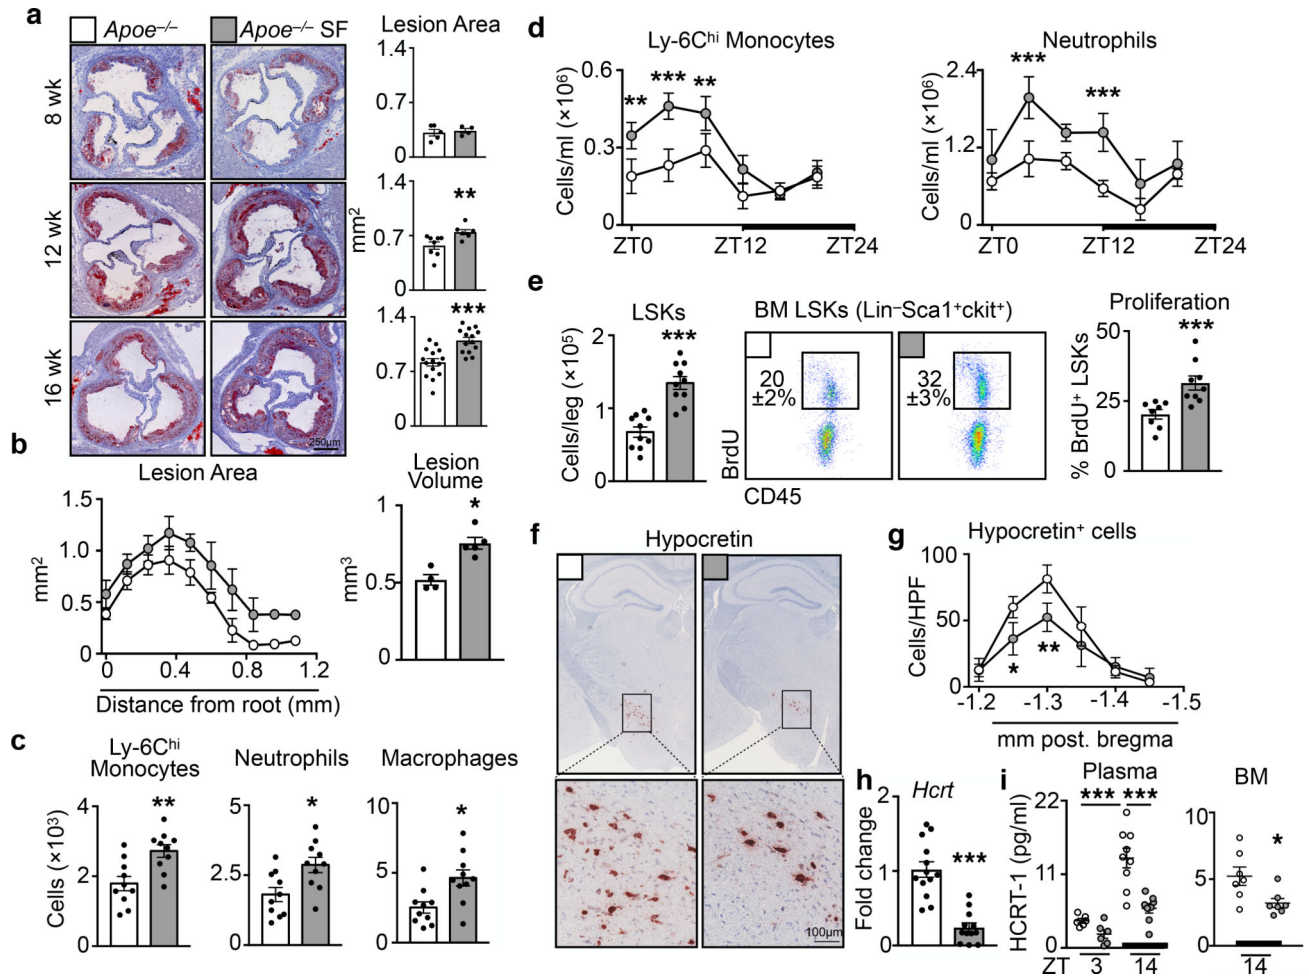 a
Apoe–/–
Apoe–/– SF
8 wk
12 wk
16 wk
250µm
Lesion Area
1.4
0.7
0
mm²
1.4
**
0.7
0
1.4
***
0.7
0
b
Lesion Area
mm²
1.5
1.0
0.5
0
0
0.4
0.8
1.2
Distance from root (mm)
Lesion
Volume
mm³
1
*
0.5
0
c
Ly-6Cʰⁱ
Monocytes
Cells (×10³)
4
**
2
0
Neutrophils
5
*
2.5
0
Macrophages
10
*
5
0
d
Ly-6Cʰⁱ Monocytes
Cells/ml (×10⁶)
0.6
** *** **
0.3
0
ZT0
ZT12
ZT24
Neutrophils
Cells/ml (×10⁶)
2.4
*** ***
1.2
0
ZT0
ZT12
ZT24
e
LSKs
Cells/leg (×10⁵)
2
***
1
0
BM LSKs (Lin–Sca1⁺ckit⁺)
20
±2%
32
±3%
BrdU
CD45
Proliferation
% BrdU⁺ LSKs
50
***
25
0
f
Hypocretin
100µm
g
Hypocretin⁺ cells
Cells/HPF
100
50
0
* **
-1.2
-1.3
-1.4
-1.5
mm post. bregma
h
Hcrt
Fold change
2
***
1
0
i
Plasma
HCRT-1 (pg/ml)
22
*** ***
11
0
ZT
3
14
BM
10
*
5
0
14